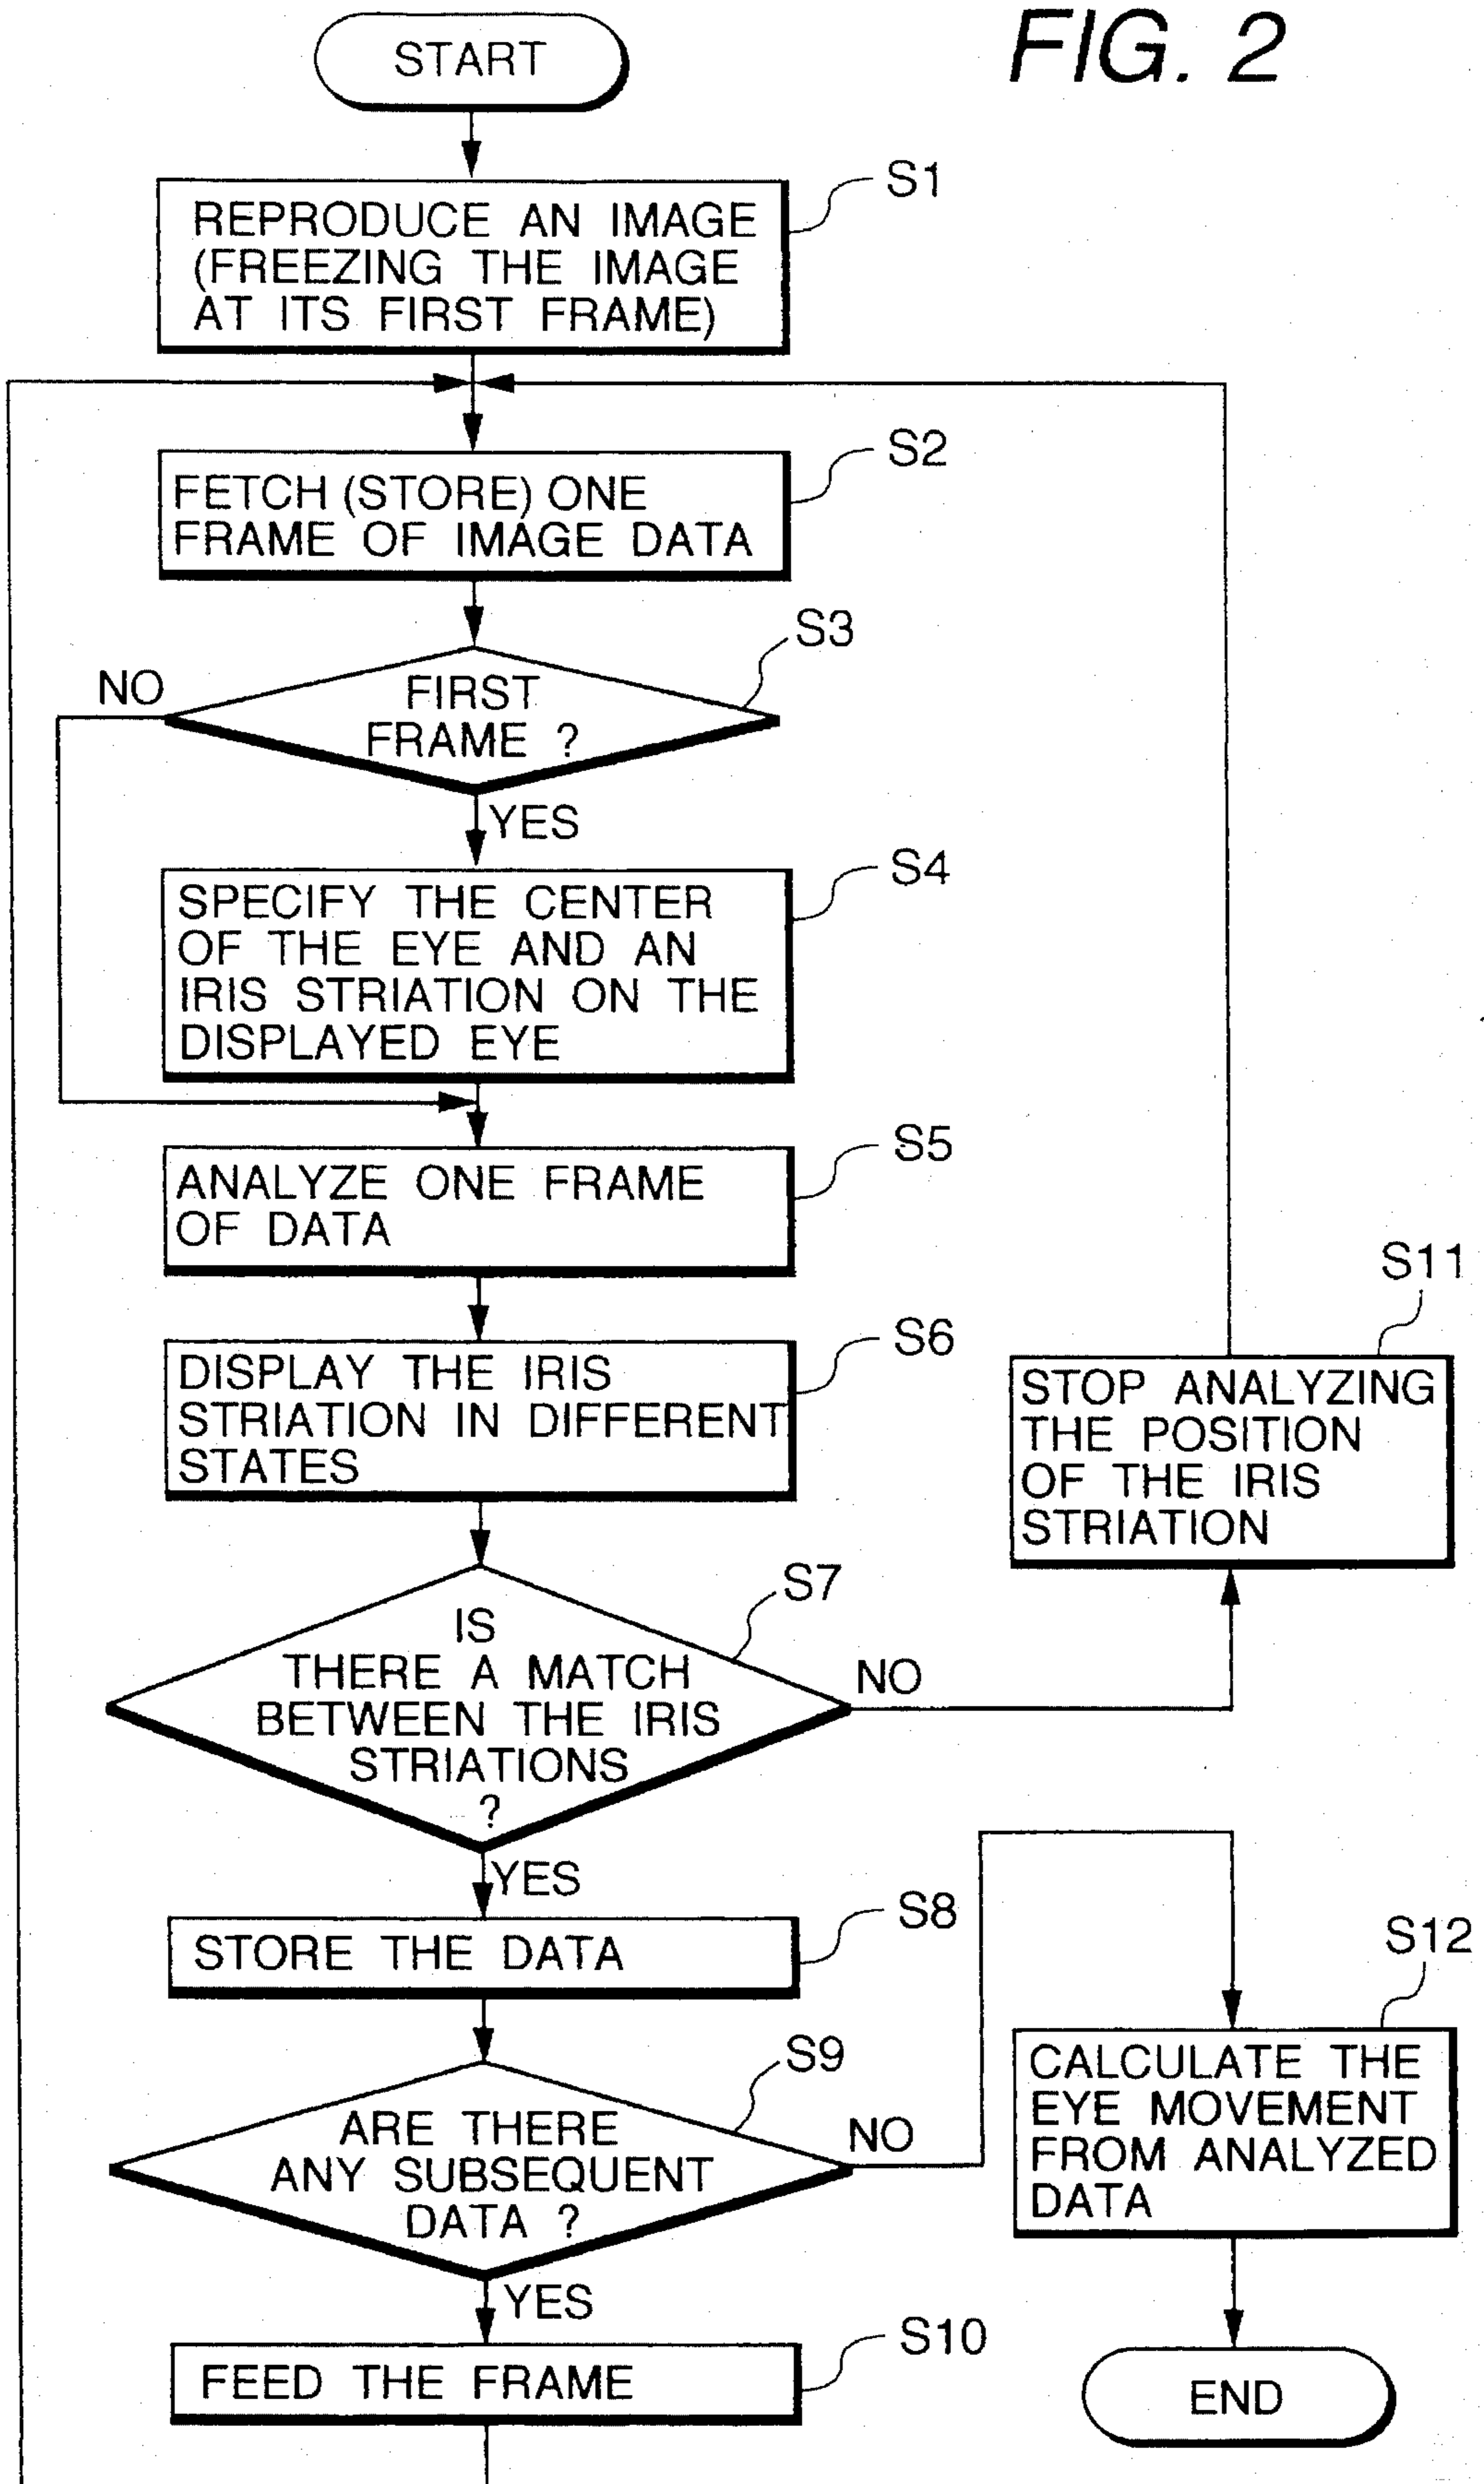 FIG. 2
START
S1
REPRODUCE AN IMAGE
(FREEZING THE IMAGE
AT ITS FIRST FRAME)
S2
FETCH (STORE) ONE
FRAME OF IMAGE DATA
S3
FIRST
FRAME ?
NO
YES
S4
SPECIFY THE CENTER
OF THE EYE AND AN
IRIS STRIATION ON THE
DISPLAYED EYE
S5
ANALYZE ONE FRAME
OF DATA
S6
DISPLAY THE IRIS
STRIATION IN DIFFERENT
STATES
S11
STOP ANALYZING
THE POSITION
OF THE IRIS
STRIATION
S7
IS
THERE A MATCH
BETWEEN THE IRIS
STRIATIONS
?
NO
YES
S8
STORE THE DATA
S9
ARE THERE
ANY SUBSEQUENT
DATA ?
NO
YES
S12
CALCULATE THE
EYE MOVEMENT
FROM ANALYZED
DATA
S10
FEED THE FRAME
END